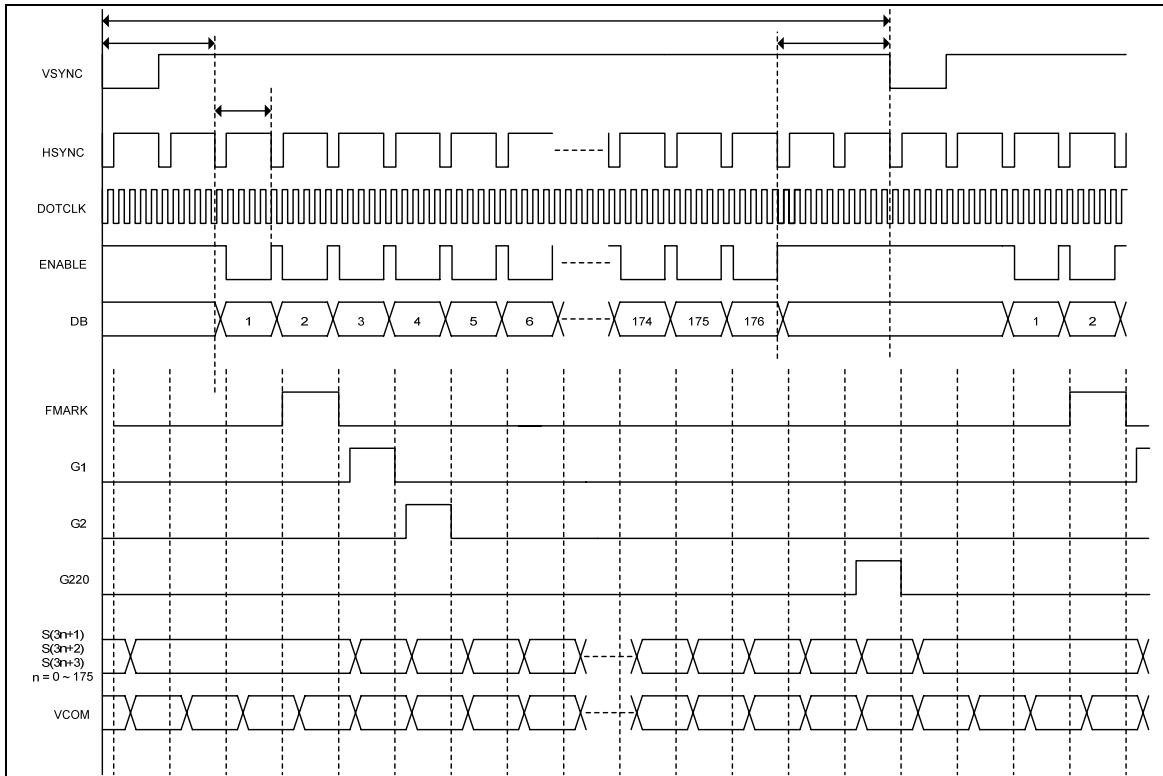 VSYNC
HSYNC
DOTCLK
ENABLE
DB
1 2 3 4 5 6 174 175 176 1 2
FMARK
G1
G2
G220
S(3n+1)
S(3n+2)
S(3n+3)
n = 0 ~ 175
VCOM